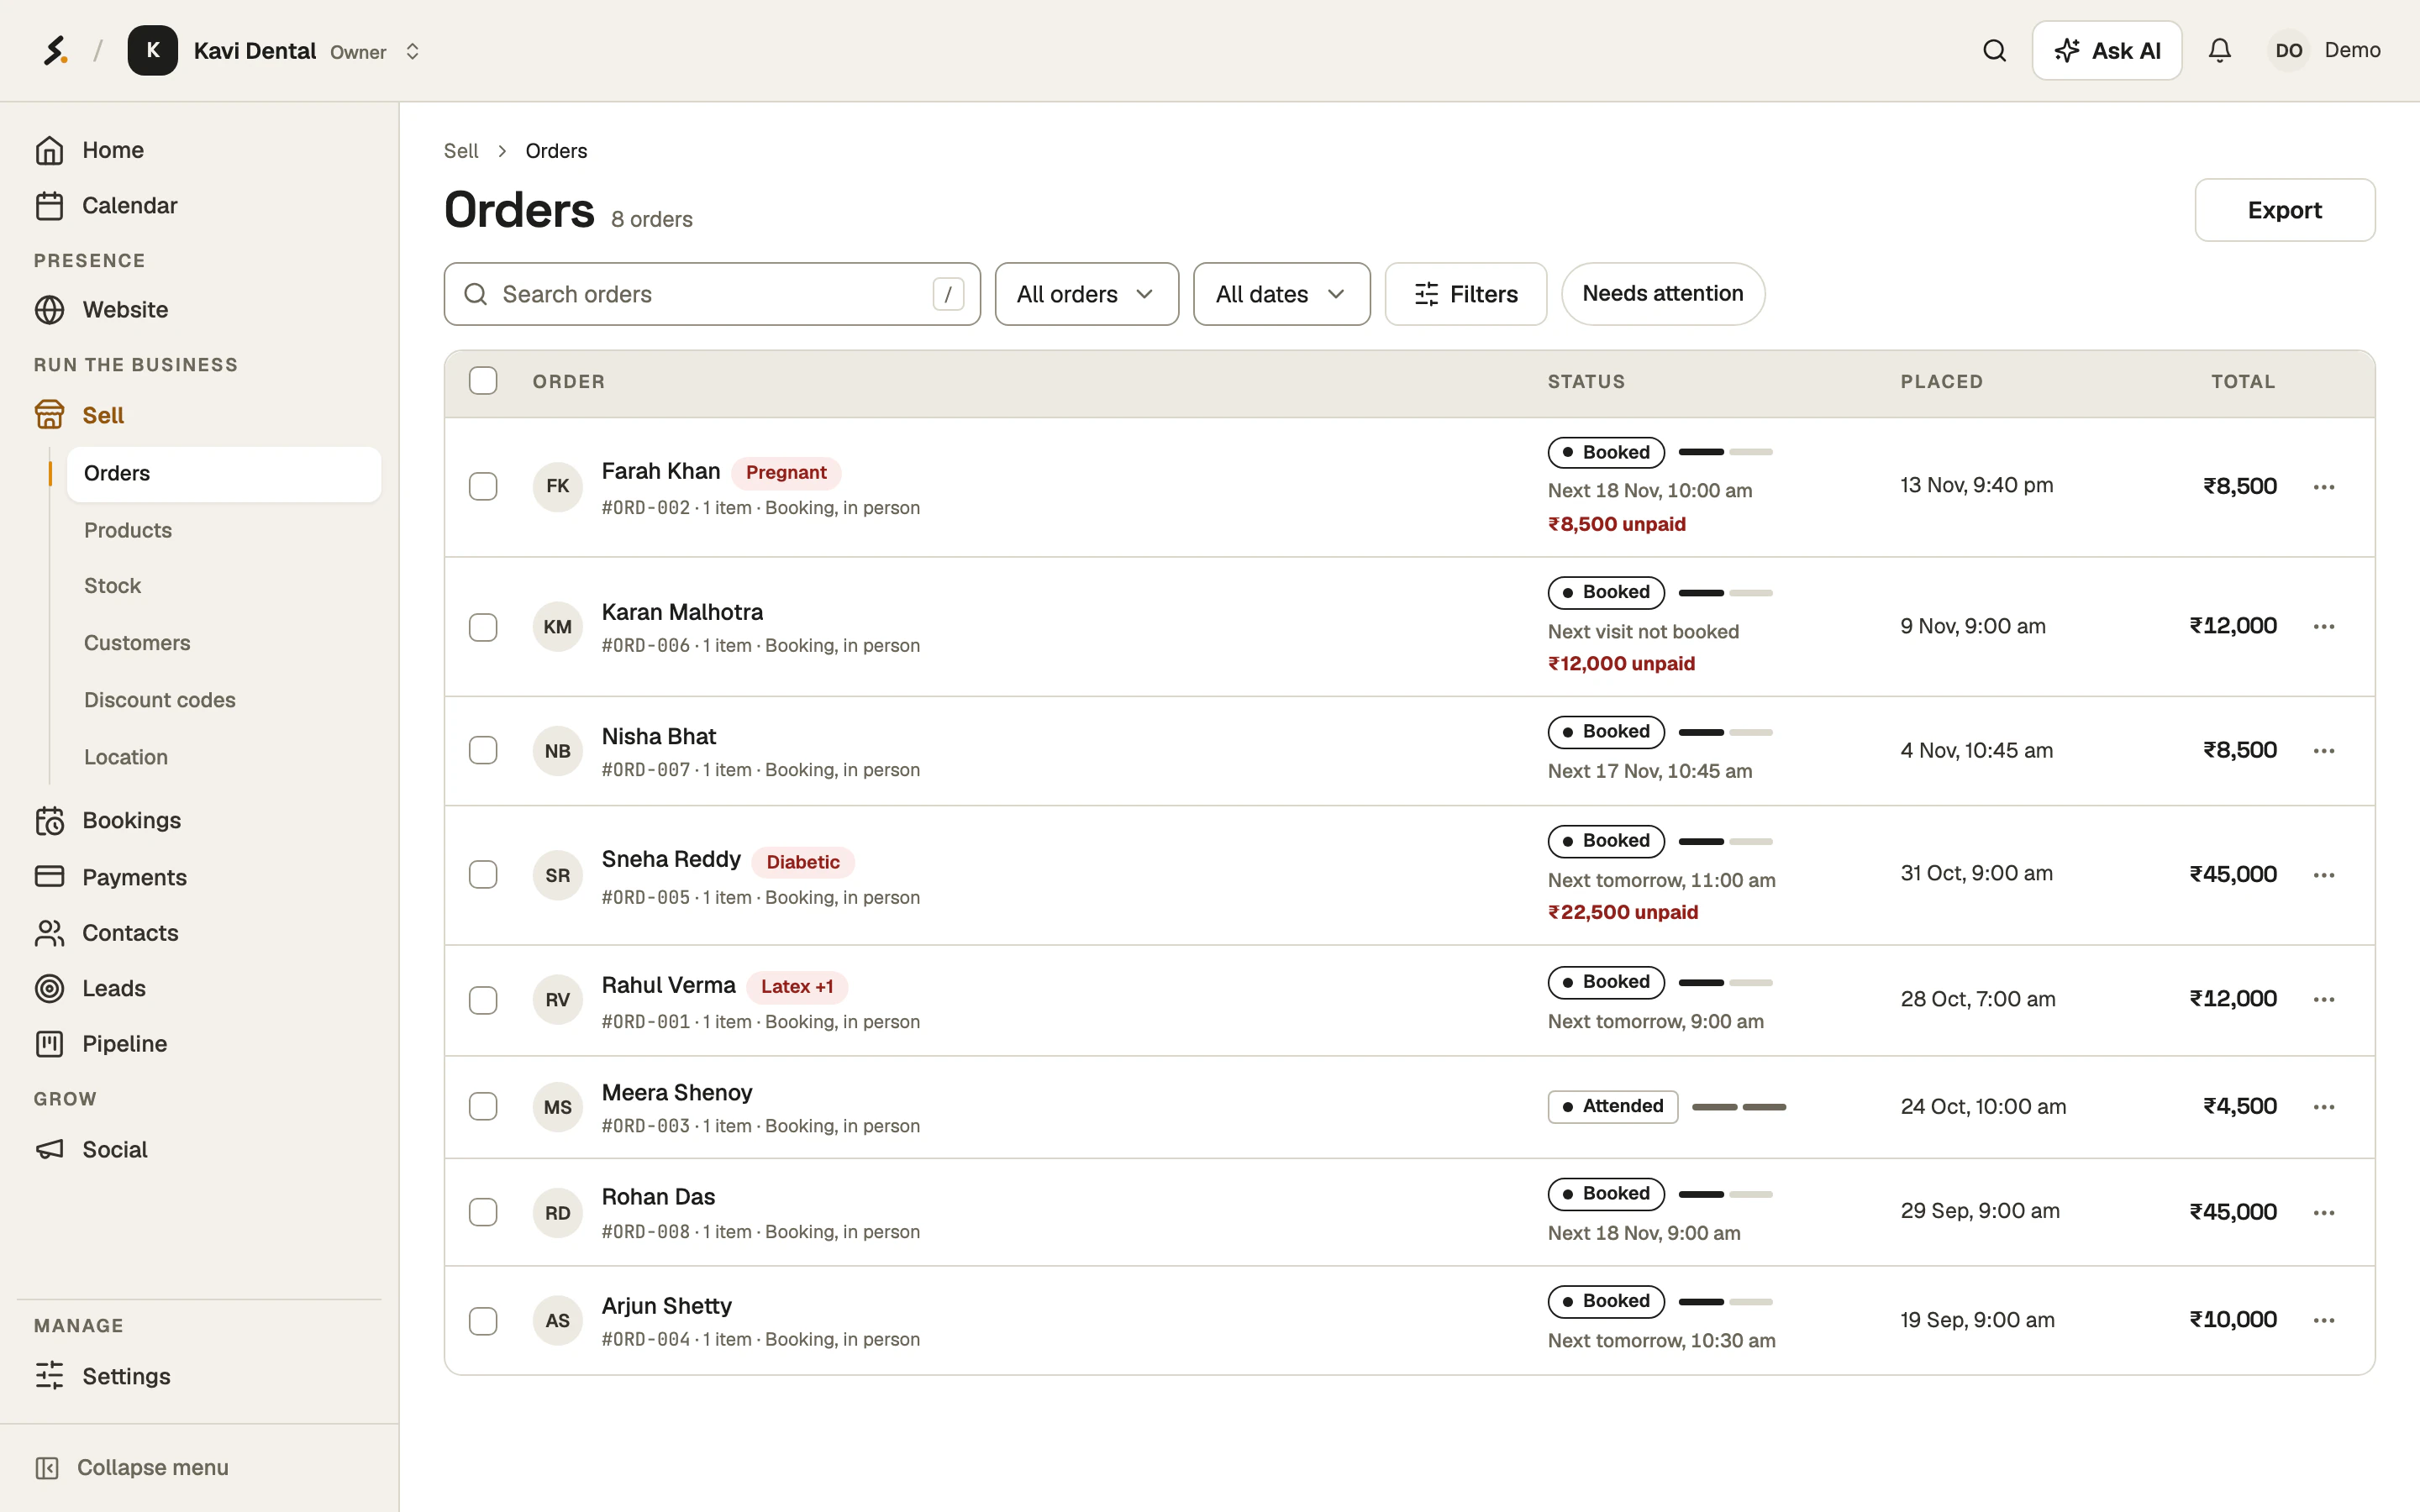 / K Kavi Dental Owner
Ask AI DO Demo
Home
Calendar
PRESENCE
Website
RUN THE BUSINESS
Sell
Orders
Products
Stock
Customers
Discount codes
Location
Bookings
Payments
Contacts
Leads
Pipeline
GROW
Social
MANAGE
Settings
Collapse menu
Sell > Orders
Orders 8 orders
Export
Search orders /
All orders
All dates
Filters
Needs attention
ORDER STATUS PLACED TOTAL
FK Farah Khan Pregnant
#ORD-002 · 1 item · Booking, in person
Booked
Next 18 Nov, 10:00 am
₹8,500 unpaid
13 Nov, 9:40 pm
₹8,500
KM Karan Malhotra
#ORD-006 · 1 item · Booking, in person
Booked
Next visit not booked
₹12,000 unpaid
9 Nov, 9:00 am
₹12,000
NB Nisha Bhat
#ORD-007 · 1 item · Booking, in person
Booked
Next 17 Nov, 10:45 am
4 Nov, 10:45 am
₹8,500
SR Sneha Reddy Diabetic
#ORD-005 · 1 item · Booking, in person
Booked
Next tomorrow, 11:00 am
₹22,500 unpaid
31 Oct, 9:00 am
₹45,000
RV Rahul Verma Latex +1
#ORD-001 · 1 item · Booking, in person
Booked
Next tomorrow, 9:00 am
28 Oct, 7:00 am
₹12,000
MS Meera Shenoy
#ORD-003 · 1 item · Booking, in person
Attended
24 Oct, 10:00 am
₹4,500
RD Rohan Das
#ORD-008 · 1 item · Booking, in person
Booked
Next 18 Nov, 9:00 am
29 Sep, 9:00 am
₹45,000
AS Arjun Shetty
#ORD-004 · 1 item · Booking, in person
Booked
Next tomorrow, 10:30 am
19 Sep, 9:00 am
₹10,000